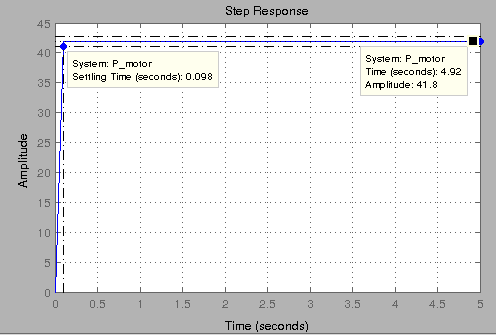 Step Response
45
40
35
30
25
20
15
10
5
0
Amplitude
System: P_motor
Settling Time (seconds): 0.098
System: P_motor
Time (seconds): 4.92
Amplitude: 41.8
0 0.5 1 1.5 2 2.5 3 3.5 4 4.5 5
Time (seconds)